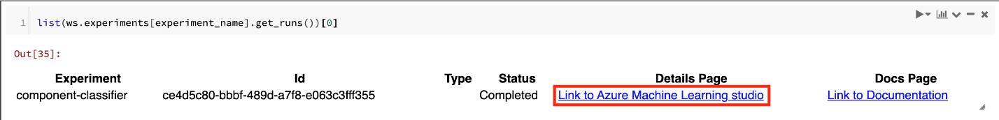 1 list(ws.experiments[experiment_name].get_runs())[0]
Out[35]:
Experiment Id Type Status Details Page Docs Page
component-classifier ce4d5c80-bbbf-489d-a7f8-e063c3fff355 Completed Link to Azure Machine Learning studio Link to Documentation